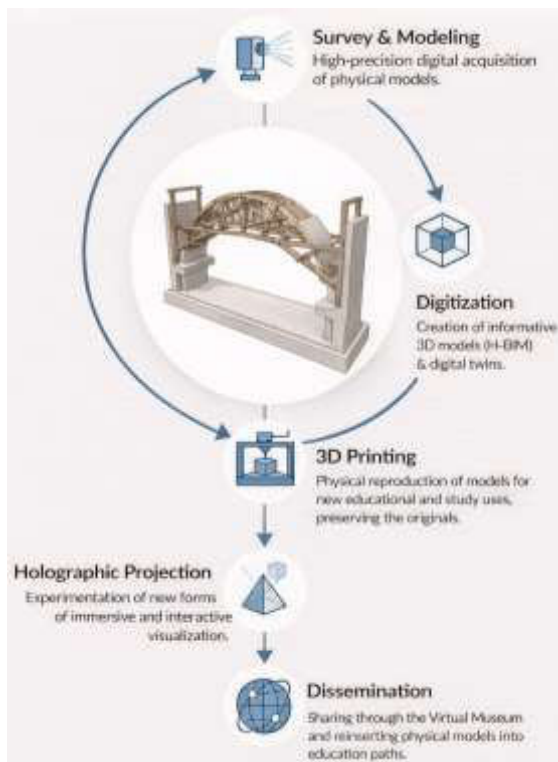 Survey & Modeling
High-precision digital acquisition
of physical models.
Digitization
Creation of informative
3D models (H-BIM)
& digital twins.
3D Printing
Physical reproduction of models for
new educational and study uses,
preserving the originals.
Holographic Projection
Experimentation of new forms
of immersive and interactive
visualization.
Dissemination
Sharing through the Virtual Museum
and reinserting physical models into
education paths.